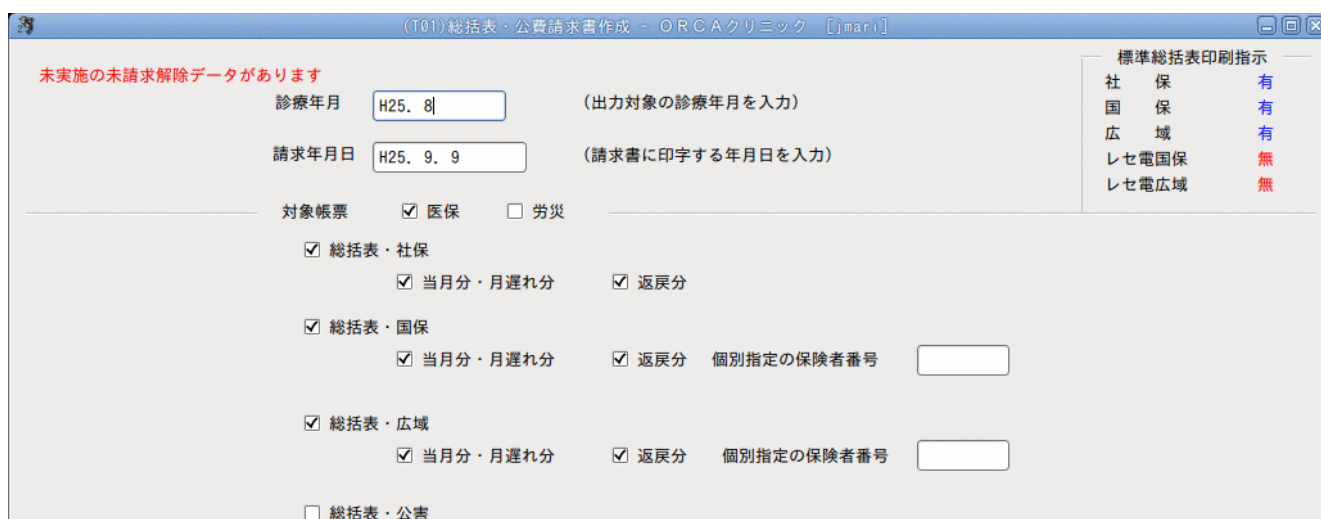 (T01)総括表・公費請求書作成 - ＯＲＣＡクリニック [jmari]
未実施の未請求解除データがあります
診療年月 H25. 8 (出力対象の診療年月を入力)
請求年月日 H25. 9. 9 (請求書に印字する年月日を入力)
標準総括表印刷指示
社 保 有
国 保 有
広 域 有
レセ電国保 無
レセ電広域 無
対象帳票 医保 労災
総括表・社保
当月分・月遅れ分 返戻分
総括表・国保
当月分・月遅れ分 返戻分 個別指定の保険者番号
総括表・広域
当月分・月遅れ分 返戻分 個別指定の保険者番号
総括表・公害